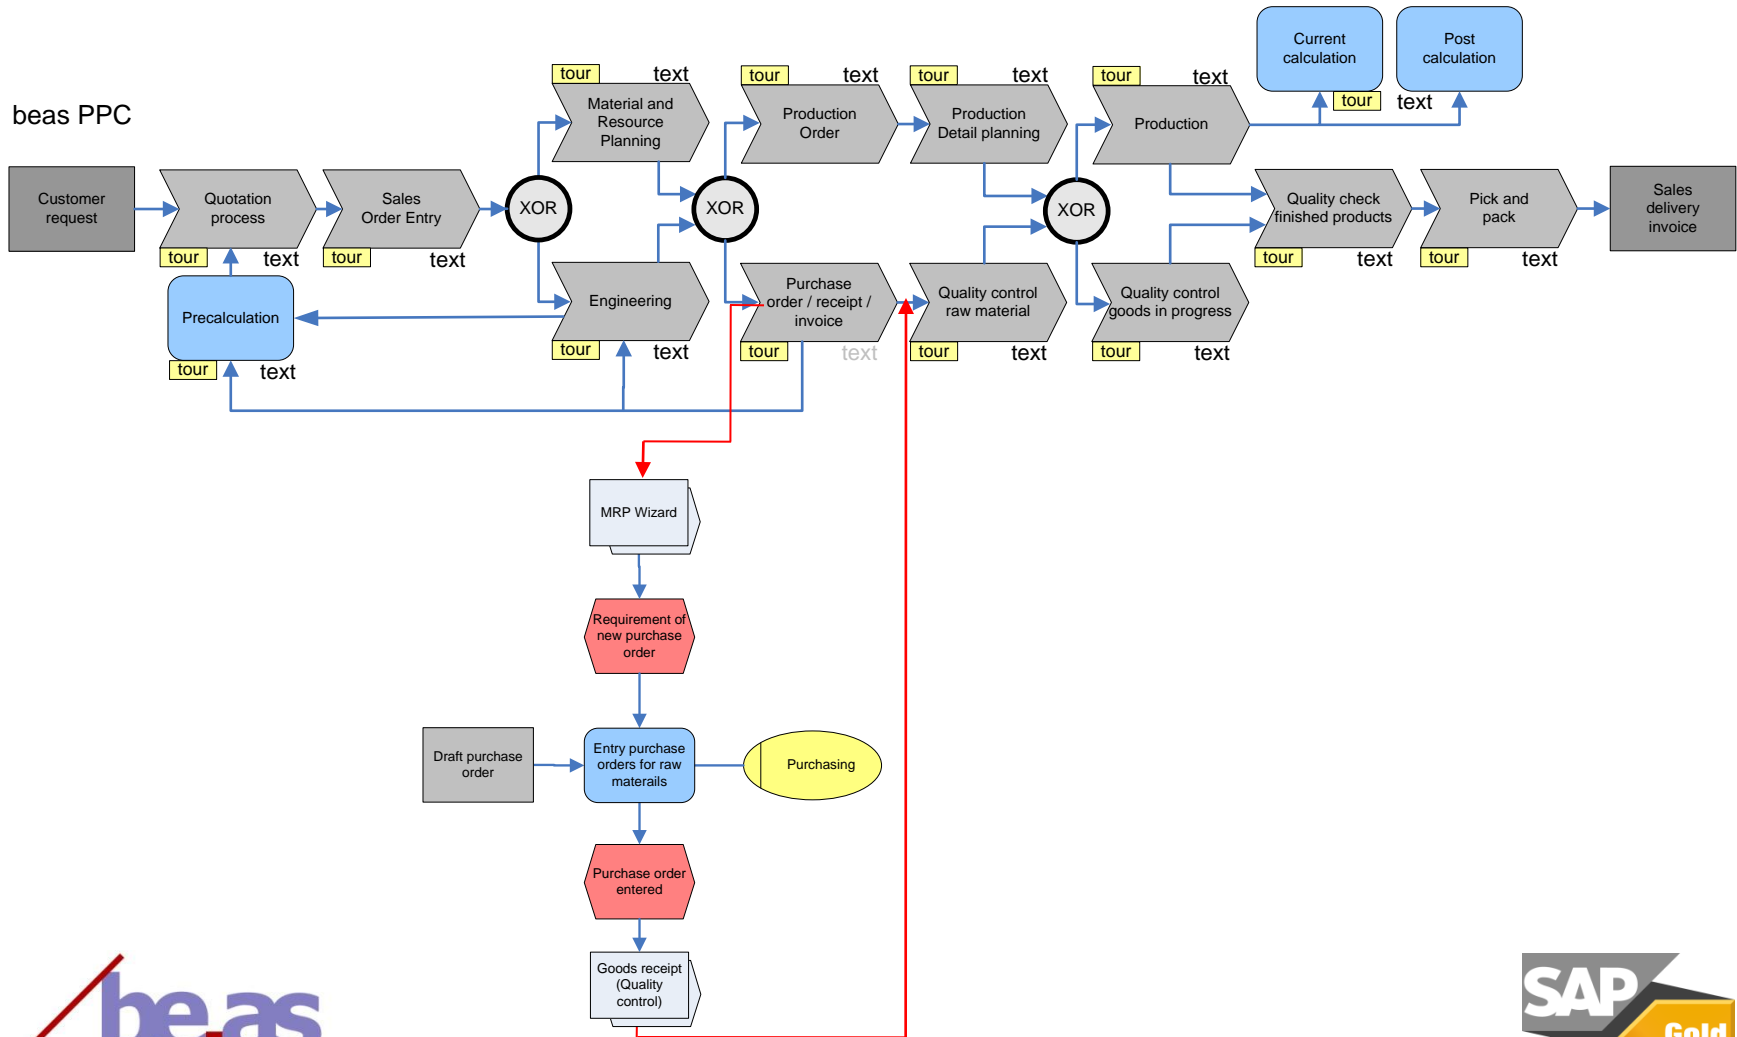 beas PPC
Current
calculation
tour
text
Post
calculation
tour
text
Material and
Resource
Planning
tour
text
Production
Order
tour
text
Production
Detail planning
tour
text
Production
Customer
request
Quotation
process
tour
text
Sales
Order Entry
tour
text
XOR
XOR
XOR
Quality check
finished products
tour
text
Pick and
pack
tour
text
Sales
delivery
invoice
Precalculation
tour
text
Engineering
tour
text
Purchase
order / receipt /
invoice
tour
text
Quality control
raw material
tour
text
Quality control
goods in progress
tour
text
MRP Wizard
Requirement of
new purchase
order
Draft purchase
order
Entry purchase
orders for raw
materails
Purchasing
Purchase order
entered
Goods receipt
(Quality
control)
be.as
SAP
Gold